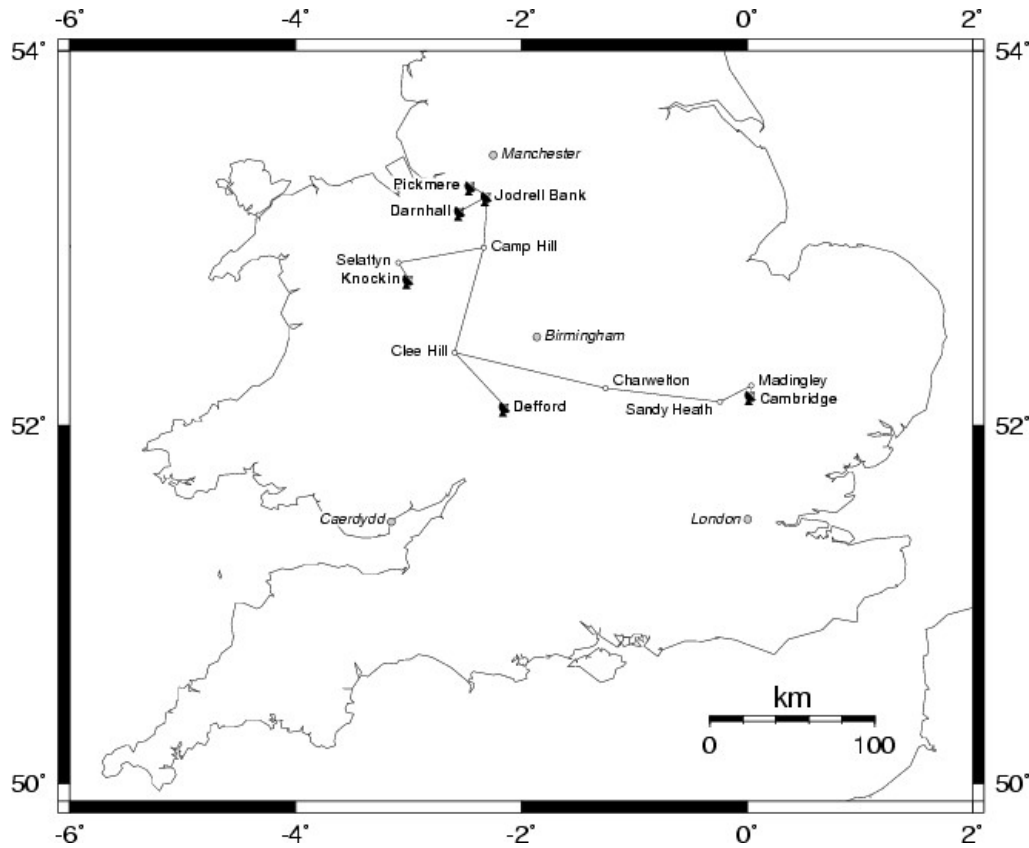 -6° -4° -2° 0° 2°
54° 54°
Manchester
Pickmere
Jodrell Bank
Darnhall
Camp Hill
Selattyn
Knockin
Birmingham
Clee Hill
Charwelton
Madingley
Defford
Sandy Heath
Cambridge
52° 52°
Caerdydd
London
km
0 100
50° 50°
-6° -4° -2° 0° 2°